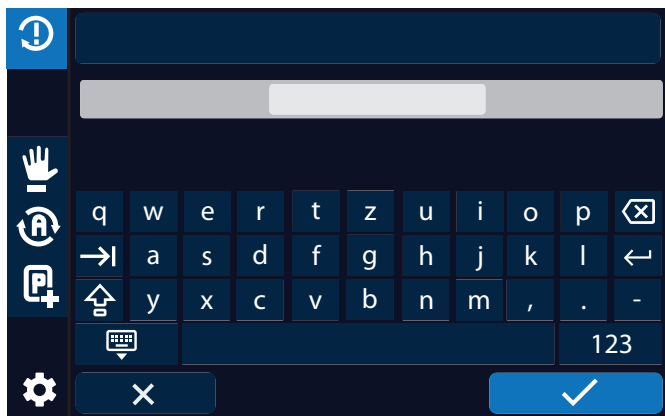 !
A
P
q w e r t z u i o p
a s d f g h j k l
y x c v b n m , . -
123